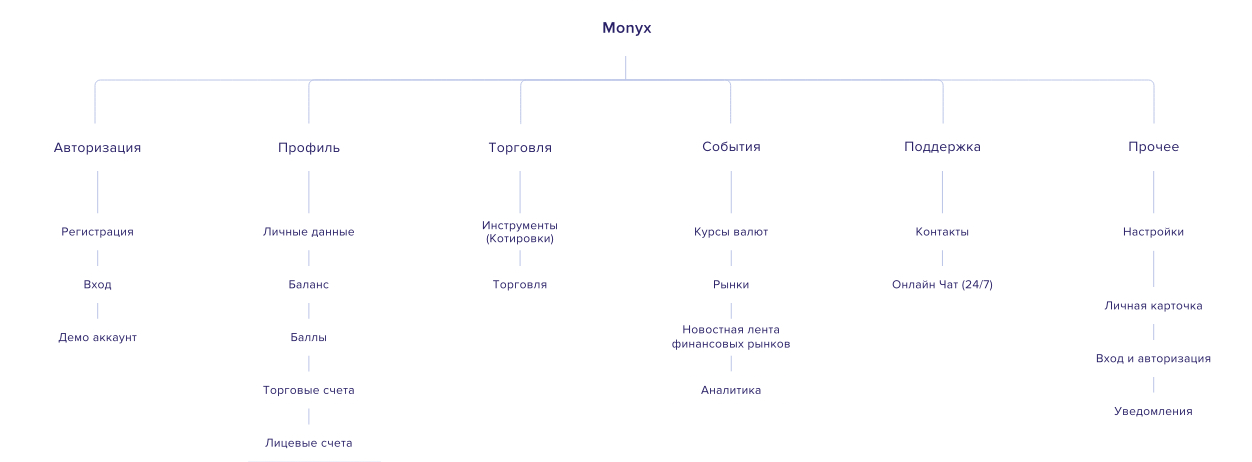 Monyx
Авторизация
Профиль
Торговля
События
Поддержка
Прочее
Регистрация
Вход
Демо аккаунт
Личные данные
Баланс
Баллы
Торговые счета
Лицевые счета
Инструменты
(Котировки)
Торговля
Курсы валют
Рынки
Новостная лента
финансовых рынков
Аналитика
Контакты
Онлайн Чат (24/7)
Настройки
Личная карточка
Вход и авторизация
Уведомления